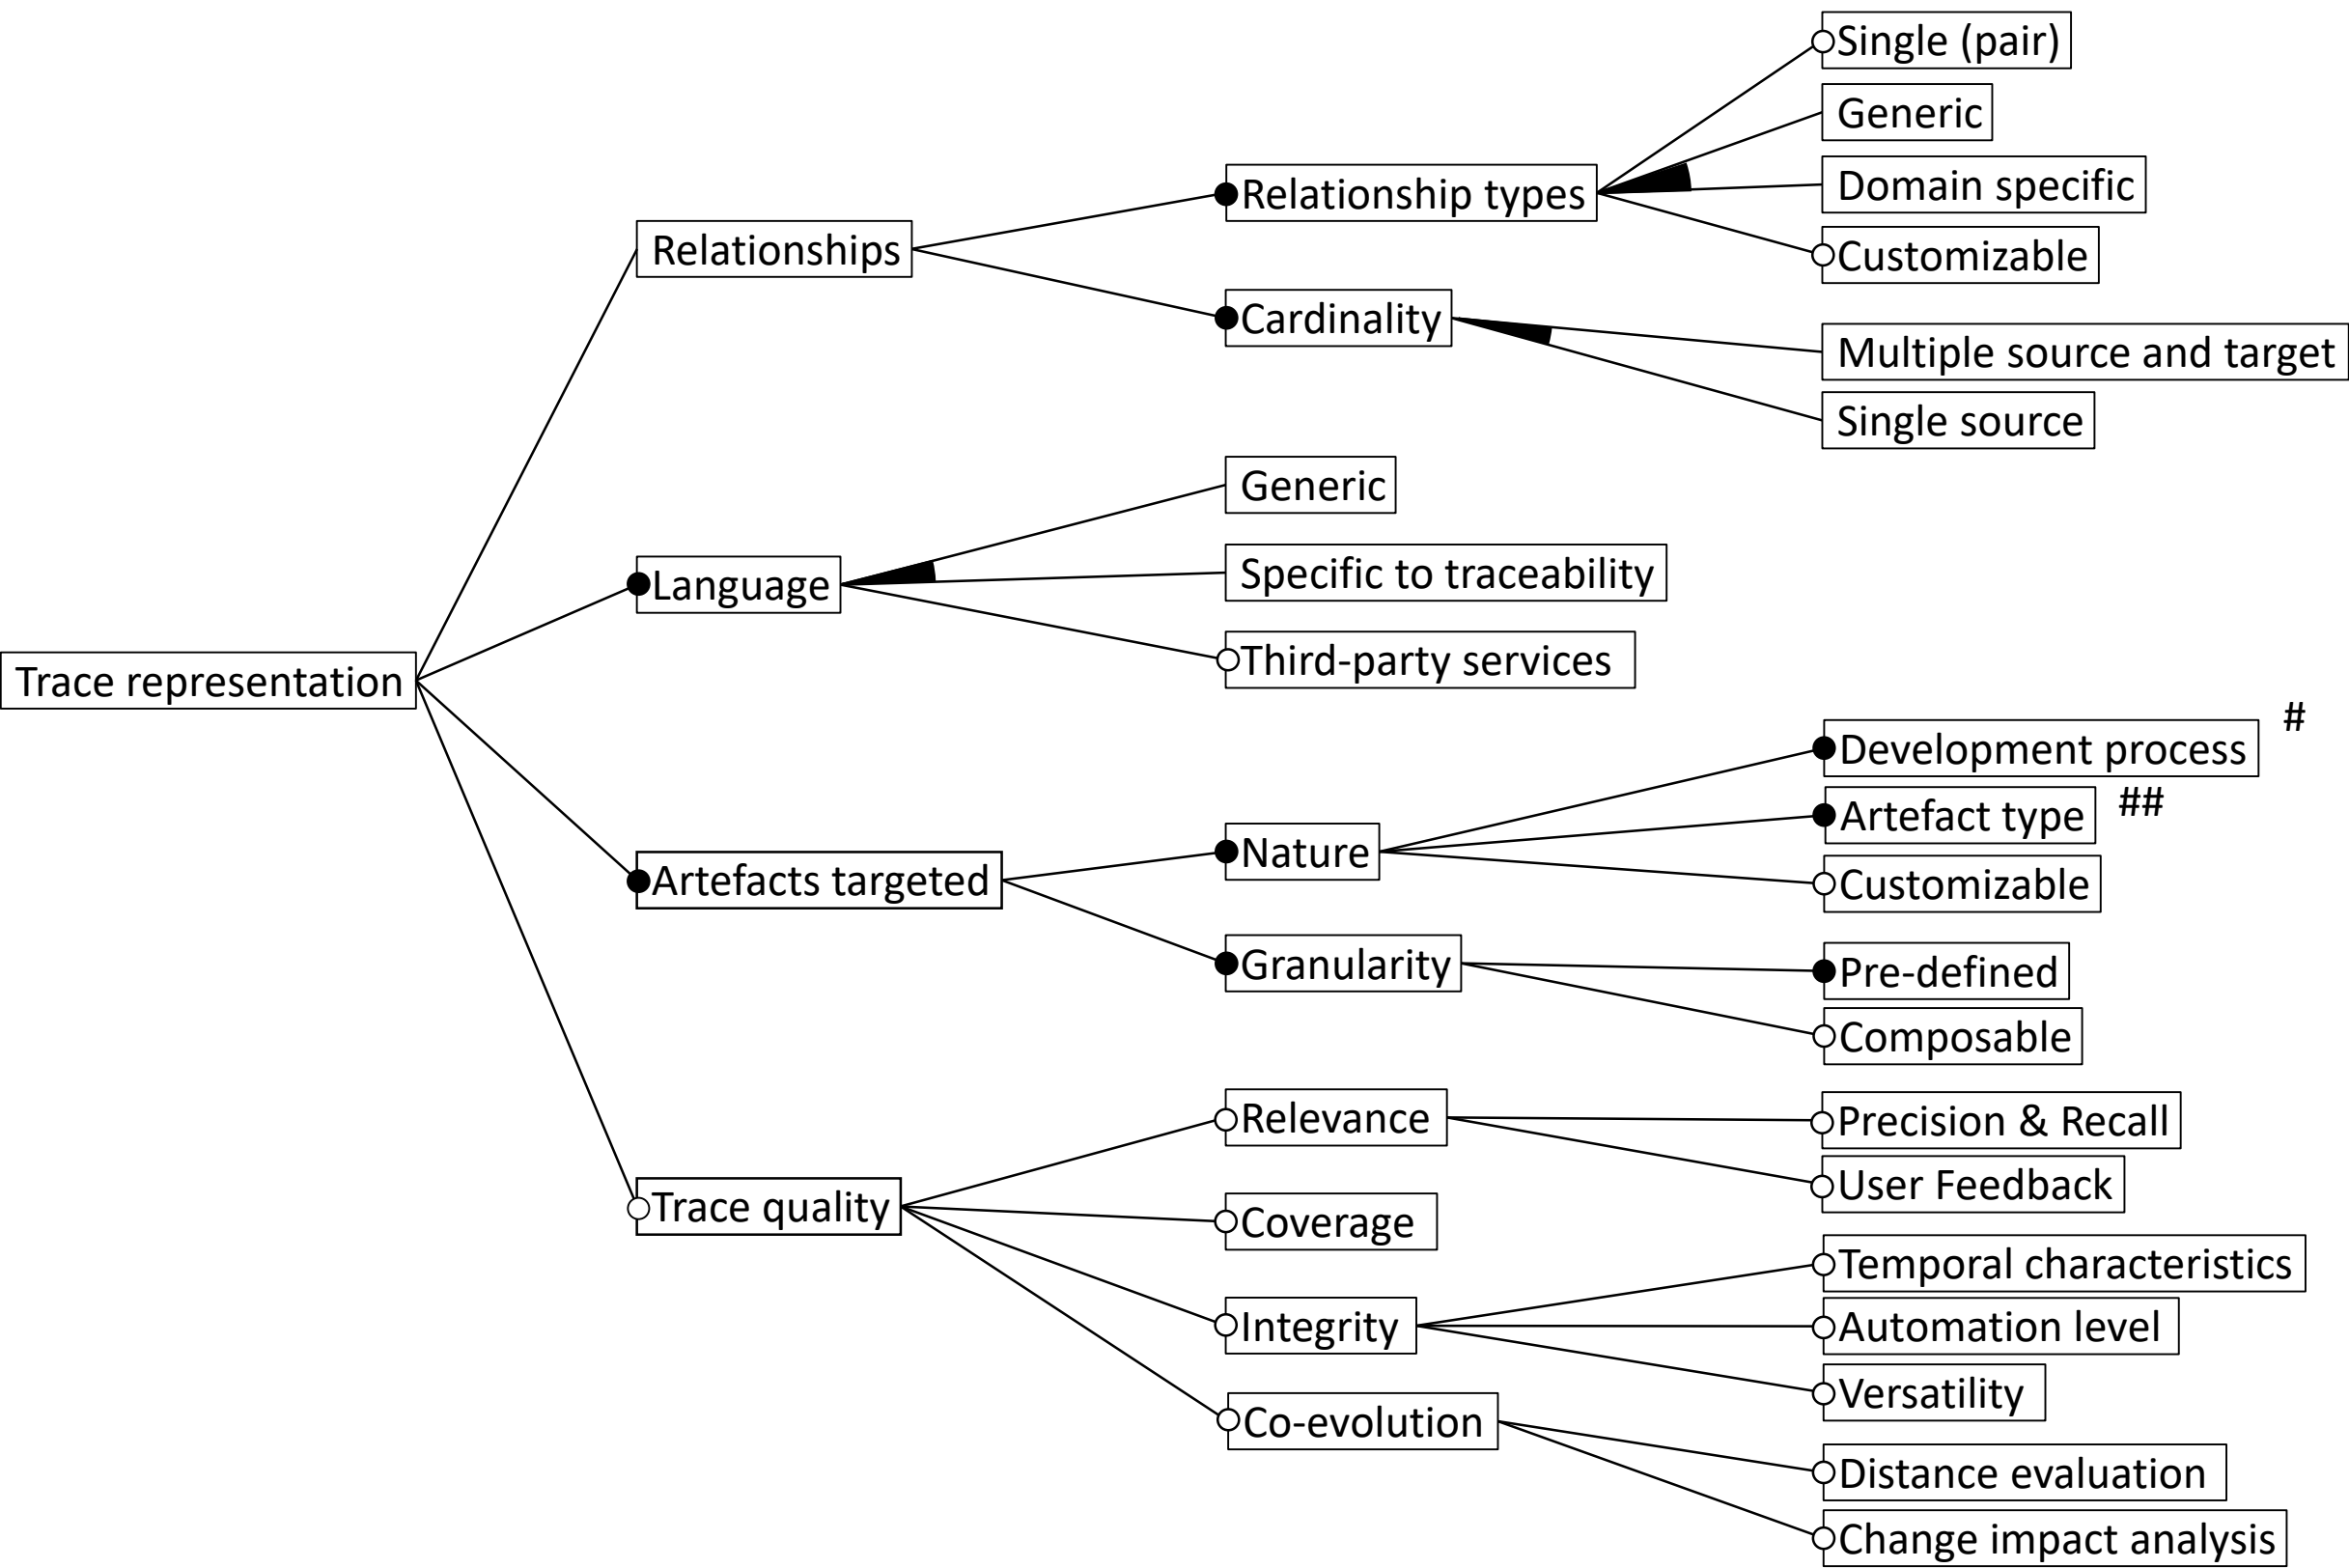 Trace representation
Relationships
Relationship types
Single (pair)
Generic
Domain specific
Customizable
Cardinality
Multiple source and target
Single source
Language
Generic
Specific to traceability
Third-party services
Artefacts targeted
Nature
Development process #
Artefact type ##
Customizable
Granularity
Pre-defined
Composable
Trace quality
Relevance
Precision & Recall
User Feedback
Coverage
Integrity
Temporal characteristics
Automation level
Versatility
Co-evolution
Distance evaluation
Change impact analysis